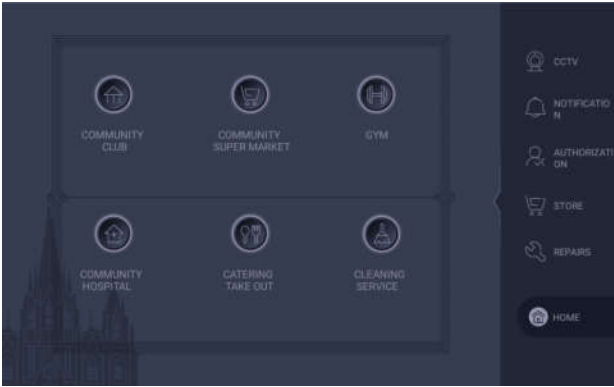 COMMUNITY
CLUB
COMMUNITY
SUPER MARKET
GYM
COMMUNITY
HOSPITAL
CATERING
TAKE OUT
CLEANING
SERVICE
CCTV
NOTIFICATIO
N
AUTHORIZATI
ON
STORE
REPAIRS
HOME